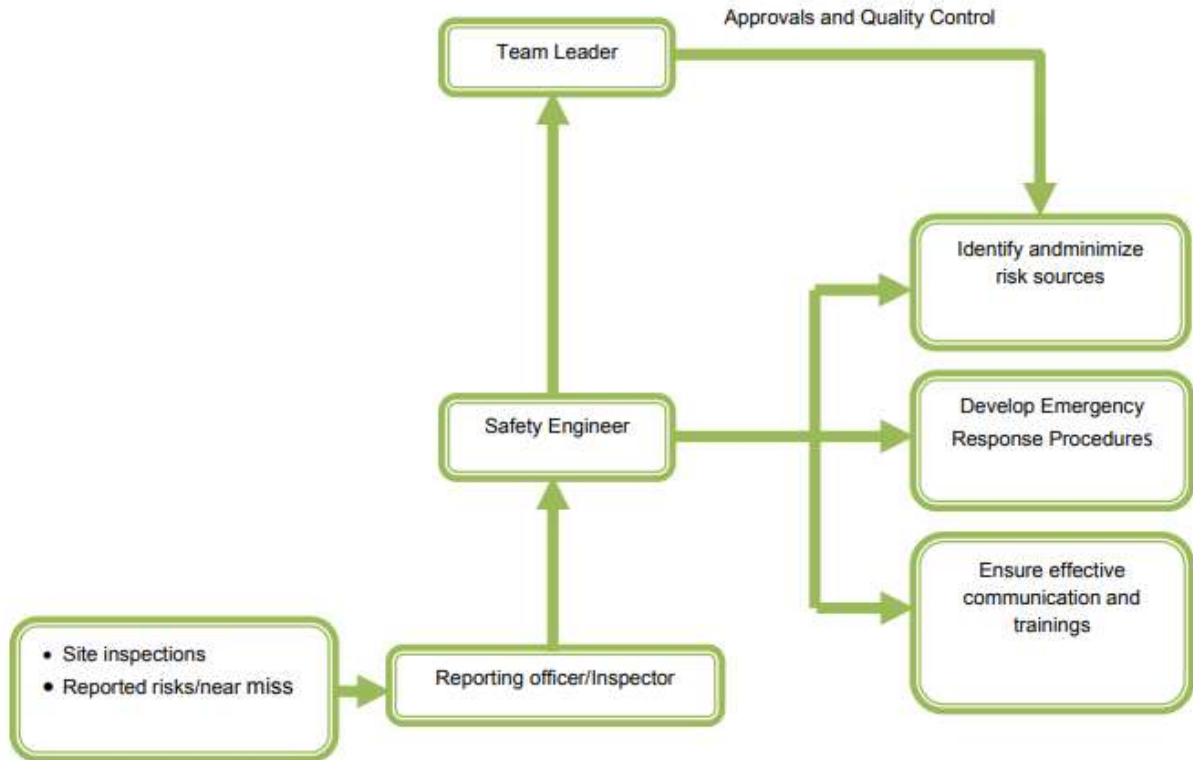 Approvals and Quality Control
Team Leader
Identify andminimize
risk sources
Safety Engineer
Develop Emergency
Response Procedures
Ensure effective
communication and
trainings
• Site inspections
• Reported risks/near miss
Reporting officer/Inspector